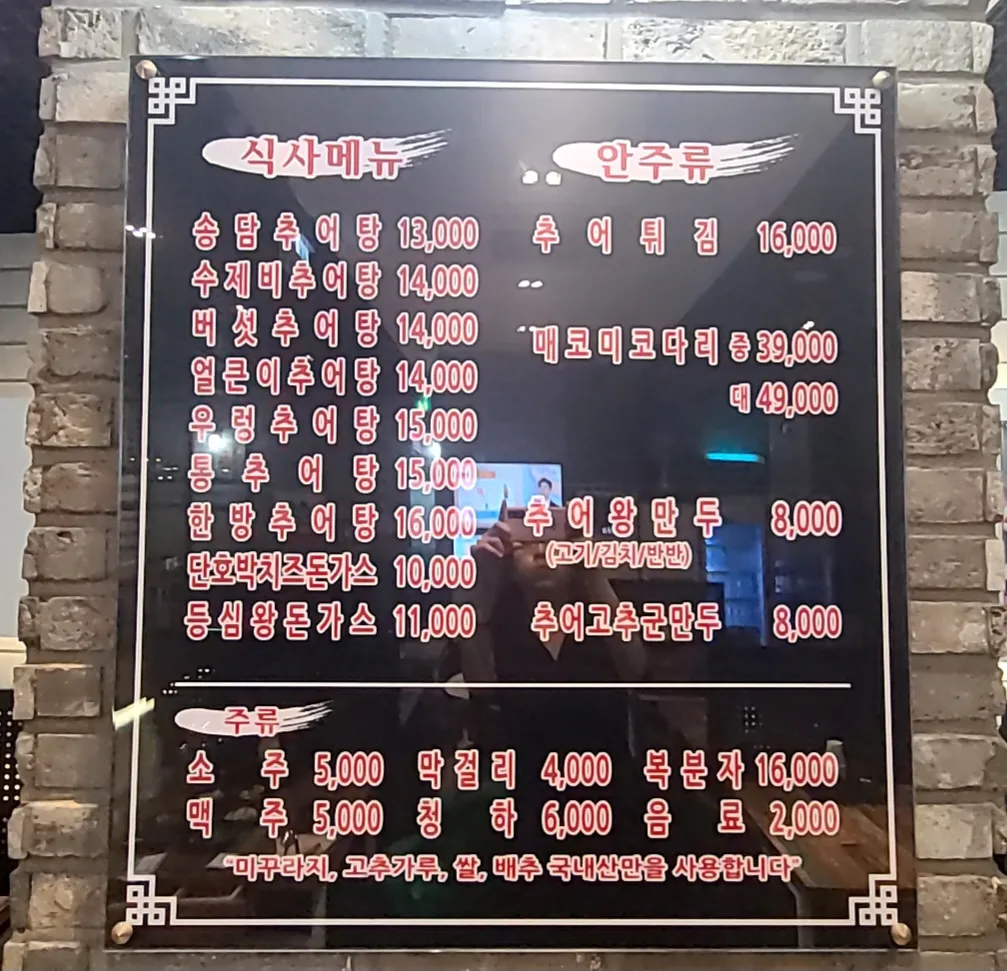 식사메뉴
송담추어탕 13,000
수제비추어탕 14,000
버섯추어탕 14,000
얼큰이추어탕 14,000
우렁추어탕 15,000
통추어탕 15,000
한방추어탕 16,000
단호박치즈돈가스 10,000
등심왕돈가스 11,000
안주류
추어튀김 16,000
매코미코다리 중 39,000
대 49,000
추어왕만두 8,000
(고기/김치/반반)
추어고추군만두 8,000
주류
소주 5,000 막걸리 4,000 복분자 16,000
맥주 5,000 청하 6,000 음료 2,000
"미꾸라지, 고추가루, 쌀, 배추 국내산만을 사용합니다"